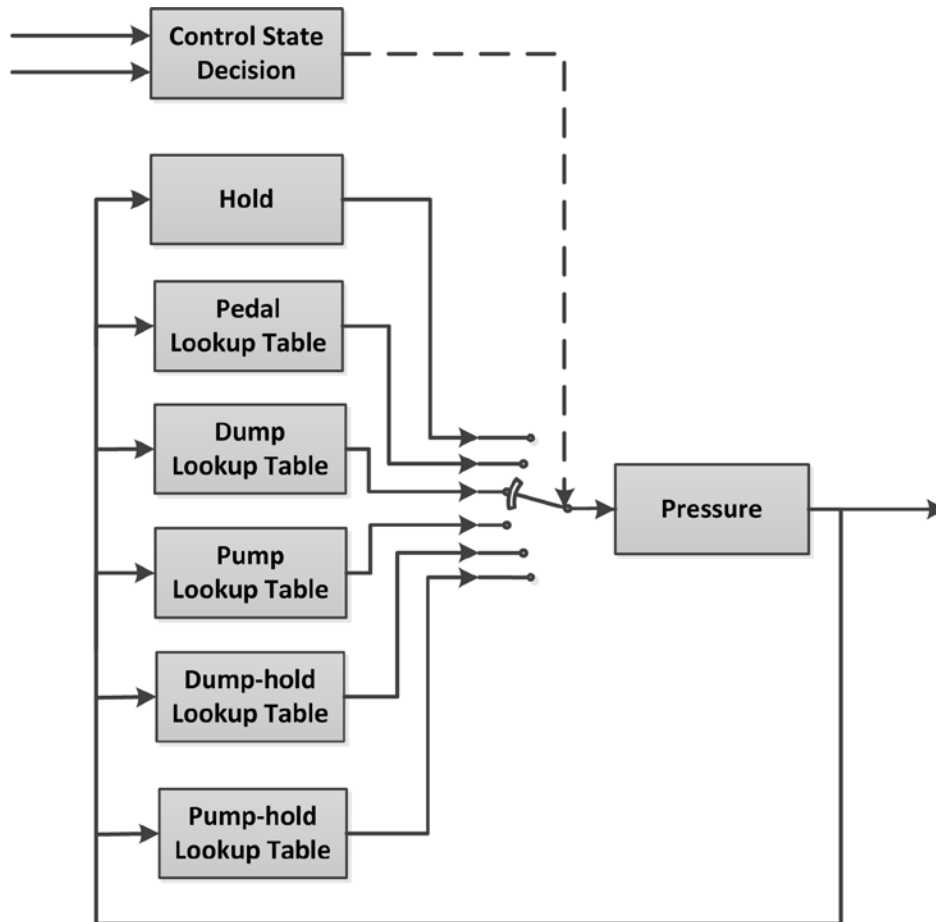 Control State
Decision
Hold
Pedal
Lookup Table
Dump
Lookup Table
Pump
Lookup Table
Dump-hold
Lookup Table
Pump-hold
Lookup Table
Pressure